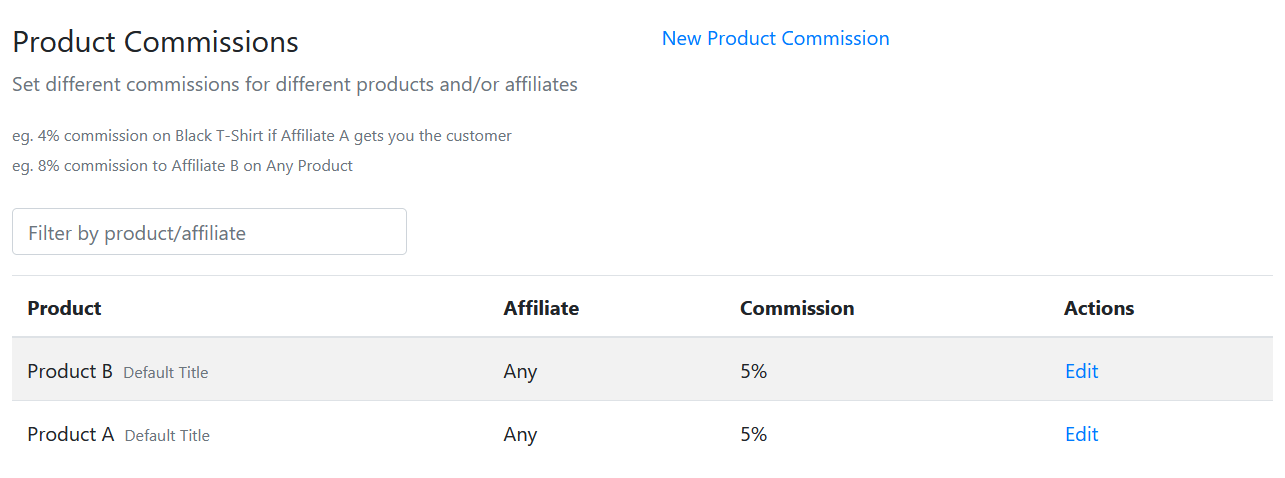 Product Commissions
New Product Commission
Set different commissions for different products and/or affiliates
eg. 4% commission on Black T-Shirt if Affiliate A gets you the customer
eg. 8% commission to Affiliate B on Any Product
Filter by product/affiliate
Product Affiliate Commission Actions
Product B Default Title Any 5% Edit
Product A Default Title Any 5% Edit